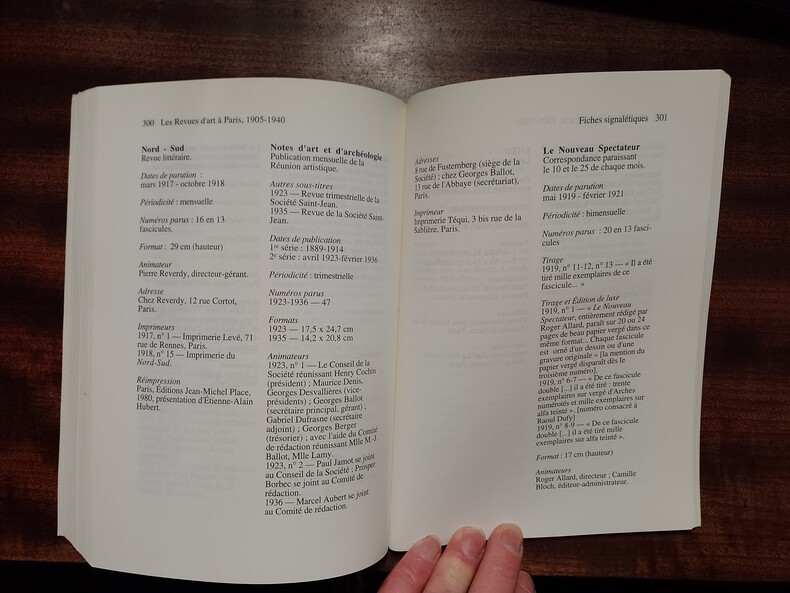 300 Les Revues d'art à Paris, 1905-1940
Nord - Sud
Revue littéraire.
Dates de parution :
mars 1917 - octobre 1918
Périodicité : mensuelle
Numéros parus : 16 en 13
fascicules.
Format : 29 cm (hauteur)
Animateur
Pierre Reverdy, directeur-gérant.
Adresse
Chez Reverdy, 12 rue Cortot,
Paris.
Imprimeurs
1917, n° 1 — Imprimerie Levé, 71
rue de Rennes, Paris.
1918, n° 15 — Imprimerie du
Nord-Sud.
Réimpression
Paris, Éditions Jean-Michel Place,
1980, présentation d'Étienne-Alain
Hubert.
Notes d'art et d'archéologie
Publication mensuelle de la
Réunion artistique.
Autres sous-titres
1923 — Revue trimestrielle de la
Société Saint-Jean.
1935 — Revue de la Société Saint-
Jean.
Dates de publication
1re série : 1889-1914
2e série : avril 1923-février 1936
Périodicité : trimestrielle
Numéros parus
1923-1936 — 47
Formats
1923 — 17,5 x 24,7 cm
1935 — 14,2 x 20,8 cm
Animateurs
1923, n° 1 — Le Conseil de la
Société réunissant Henry Cochin
(président) ; Maurice Denis,
Georges Desvallières (vice-
présidents) ; Georges Ballot
(secrétaire principal, gérant) ;
Gabriel Dufrasne (secrétaire
adjoint) ; Georges Berger
(trésorier) ; avec l'aide du Comité
de rédaction réunissant Mlle M.-J.
Ballot, Mlle Lamy.
1923, n° 2 — Paul Jamot se joint
au Conseil de la Société ; Prosper
Borbec se joint au Comité de
rédaction.
1936 — Marcel Aubert se joint
au Comité de rédaction.
Fiches signalétiques 301
Adresses
8 rue de Fustemberg (siège de la
Société) ; chez Georges Ballot,
13 rue de l'Abbaye (secrétariat),
Paris.
Imprimeur
Imprimerie Téqui, 3 bis rue de la
Sablière, Paris.
Le Nouveau Spectateur
Correspondance paraissant
le 10 et le 25 de chaque mois.
Dates de parution
mai 1919 - février 1921
Périodicité : bimensuelle
Numéros parus : 20 en 13 fasci-
cules
Tirage
1919, n° 11-12, n° 13 — « Il a été
tiré mille exemplaires de ce
fascicule... »
Tirage et Édition de luxe
1919, n° 1 — « Le Nouveau
Spectateur, entièrement rédigé par
Roger Allard, paraît sur 20 ou 24
pages de beau papier vergé dans ce
même format... Chaque fascicule
est orné d'un dessin ou d'une
gravure originale » [la mention du
papier vergé disparaît dès le
troisième numéro].
1919, n° 6-7 — « De ce fascicule
double [...] il a été tiré : trente
exemplaires sur vergé d'Arches
numérotés et mille exemplaires sur
alfa teinté ». [numéro consacré à
Raoul Dufy]
1919, n° 8-9 — « De ce fascicule
double [...] il a été tiré mille
exemplaires sur alfa teinté ».
Format : 17 cm (hauteur)
Animateurs
Roger Allard, directeur ; Camille
Bloch, éditeur-administrateur.